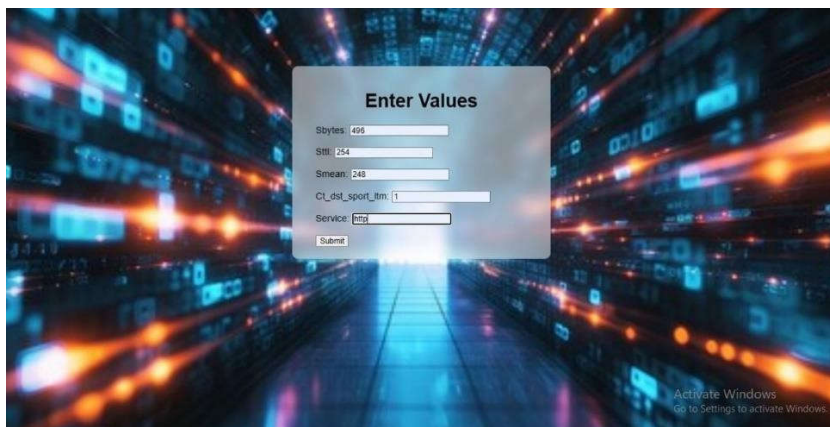 Enter Values
Sbytes: 496
Sttl: 254
Smean: 248
Ct_dst_sport_ltm: 1
Service: http
Submit
Activate Windows
Go to Settings to activate Windows.